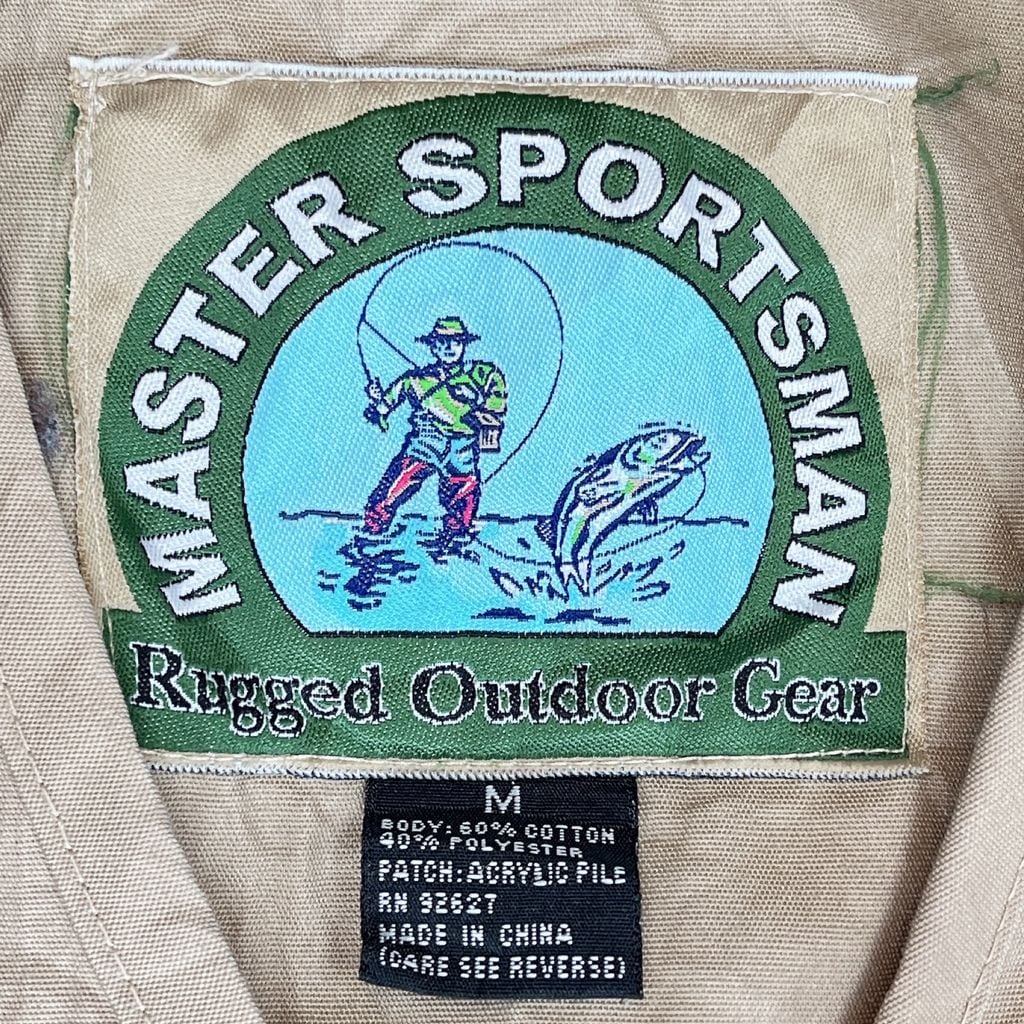 MASTER SPORTSMAN
Rugged Outdoor Gear
M
BODY: 60% COTTON
40% POLYESTER
PATCH: ACRYLIC PILE
RN 92627
MADE IN CHINA
(CARE SEE REVERSE)